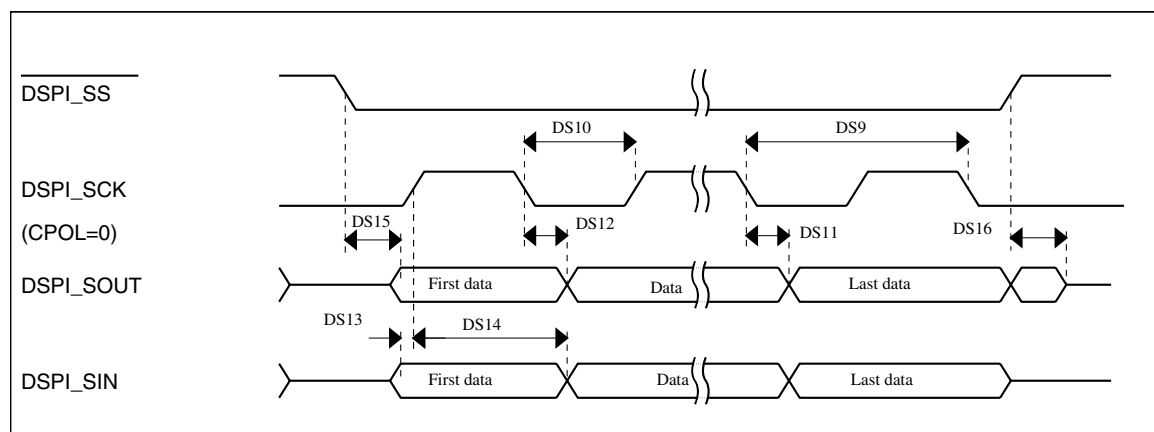 DSPI_SS
DS10
DS9
DSPI_SCK
(CPOL=0)
DS15
DS12
DS11
DS16
DSPI_SOUT
First data
Data
Last data
DS13
DS14
DSPI_SIN
First data
Data
Last data